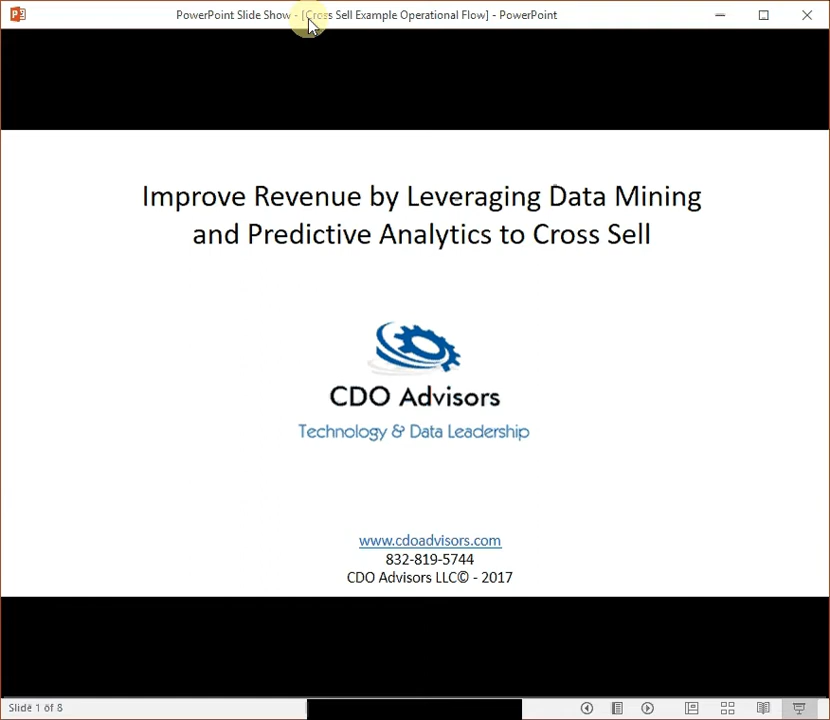 PowerPoint Slide Show - [Cross Sell Example Operational Flow] - PowerPoint
Improve Revenue by Leveraging Data Mining
and Predictive Analytics to Cross Sell
CDO Advisors
Technology & Data Leadership
www.cdoadvisors.com
832-819-5744
CDO Advisors LLC© - 2017
Slide 1 of 8